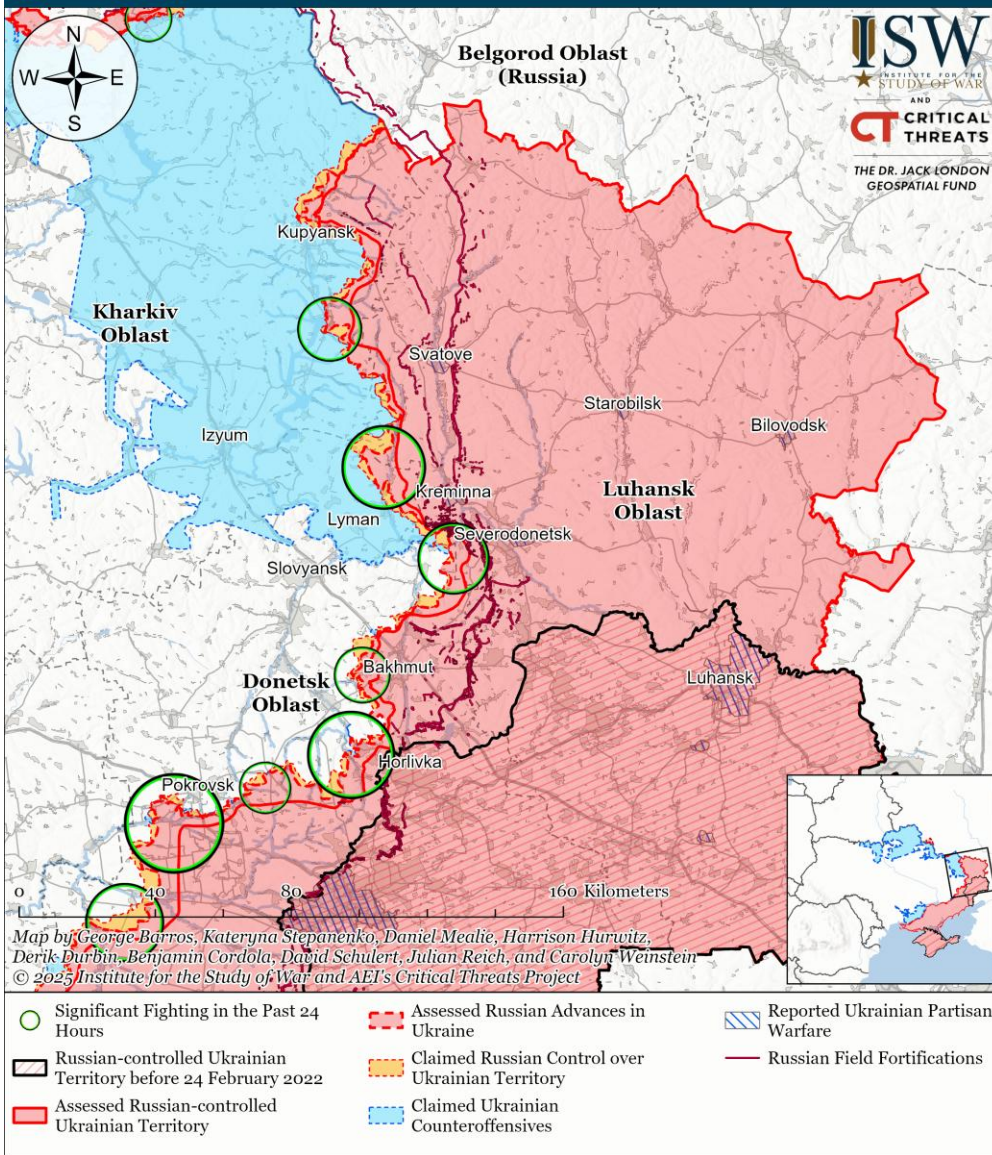 N
W
E
S
Belgorod Oblast
(Russia)
ISW
INSTITUTE FOR THE
STUDY OF WAR
AND
CT CRITICAL
THREATS
THE DR. JACK LONDON
GEOSPATIAL FUND
Kupyansk
Kharkiv
Oblast
Svatove
Starobilsk
Bilovodsk
Izyum
Kreminna
Luhansk
Oblast
Lyman
Severodonetsk
Slovyansk
Bakhmut
Luhansk
Donetsk
Oblast
Horlivka
Pokrovsk
0
40
80
160 Kilometers
Map by George Barros, Kateryna Stepanenko, Daniel Mealie, Harrison Hurwitz,
Derik Durbin, Benjamin Cordola, David Schulert, Julian Reich, and Carolyn Weinstein
© 2025 Institute for the Study of War and AEI's Critical Threats Project
Significant Fighting in the Past 24
Hours
Russian-controlled Ukrainian
Territory before 24 February 2022
Assessed Russian-controlled
Ukrainian Territory
Assessed Russian Advances in
Ukraine
Claimed Russian Control over
Ukrainian Territory
Claimed Ukrainian
Counteroffensives
Reported Ukrainian Partisan
Warfare
Russian Field Fortifications